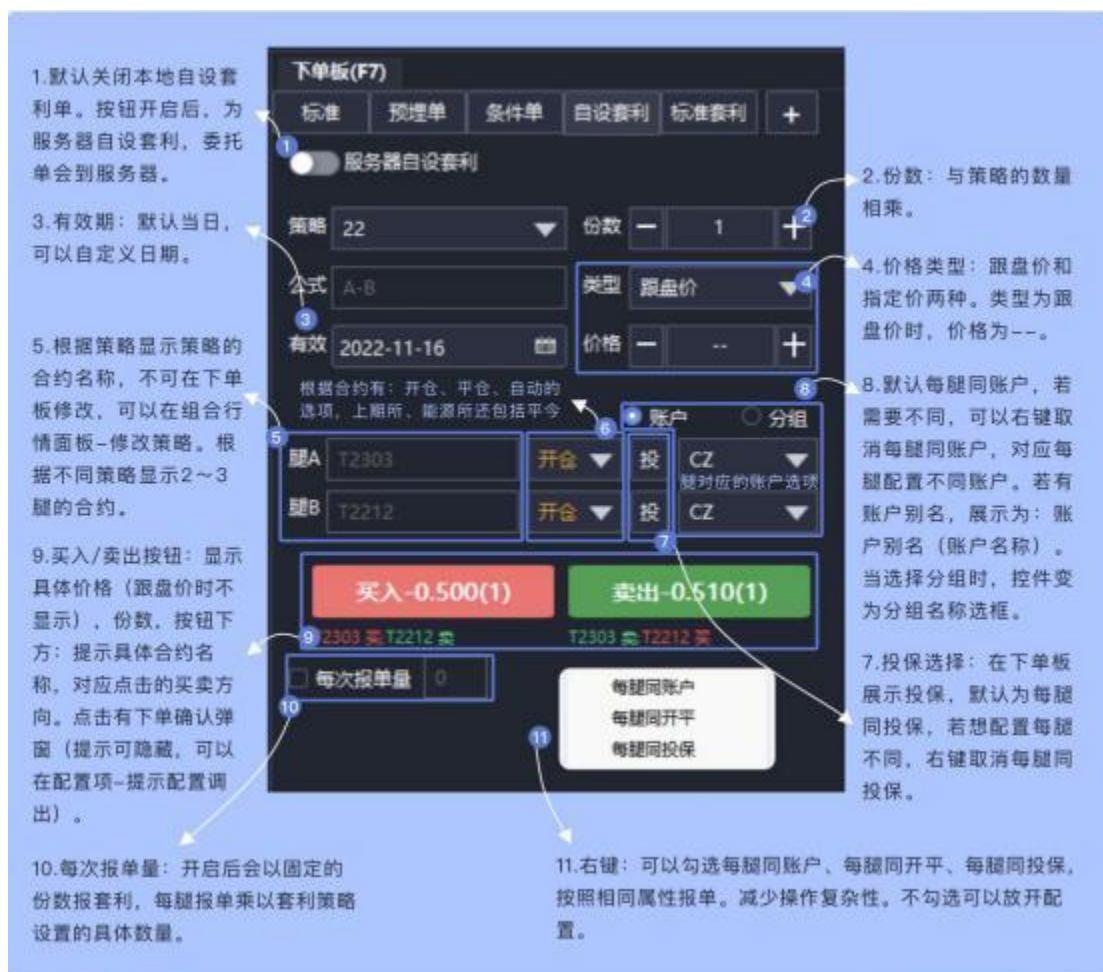 1.默认关闭本地自设套
利单。按钮开启后，为
服务器自设套利，委托
单会到服务器。
3.有效期：默认当日，
可以自定义日期。
5.根据策略显示策略的
合约名称，不可在下单
板修改，可以在组合行
情面板-修改策略。根
据不同策略显示2～3
腿的合约。
9.买入/卖出按钮：显示
具体价格（跟盘价时不
显示），份数，按钮下
方：提示具体合约名
称，对应点击的买卖方
向。点击有下单确认弹
窗（提示可隐藏，可以
在配置项-提示配置调
出）。
10.每次报单量：开启后会以固定的
份数报套利，每腿报单乘以套利策略
设置的具体数量。
下单板(F7)
标准 预埋单 条件单 自设套利 标准套利 +
1
服务器自设套利
策略 22 份数 － 1 + 2
公式 A-B 类型 跟盘价 4
3
有效 2022-11-16 价格 － -- +
根据合约有：开仓、平仓、自动的
选项，上期所、能源所还包括平今
8
6 账户 分组
5
腿A T2303 开仓 投 CZ
腿对应的账户选项
腿B T2212 开仓 投 CZ
7
买入-0.500(1) 卖出-0.510(1)
9 2303 买 T2212 卖 T2303 卖 T2212 买
每次报单量 0
10
11
每腿同账户
每腿同开平
每腿同投保
2.份数：与策略的数量
相乘。
4.价格类型：跟盘价和
指定价两种。类型为跟
盘价时，价格为--。
8.默认每腿同账户，若
需要不同，可以右键取
消每腿同账户，对应每
腿配置不同账户。若有
账户别名，展示为：账
户别名（账户名称）。
当选择分组时，控件变
为分组名称选框。
7.投保选择：在下单板
展示投保，默认为每腿
同投保，若想配置每腿
不同，右键取消每腿同
投保。
11.右键：可以勾选每腿同账户、每腿同开平、每腿同投保，
按照相同属性报单。减少操作复杂性。不勾选可以放开配
置。